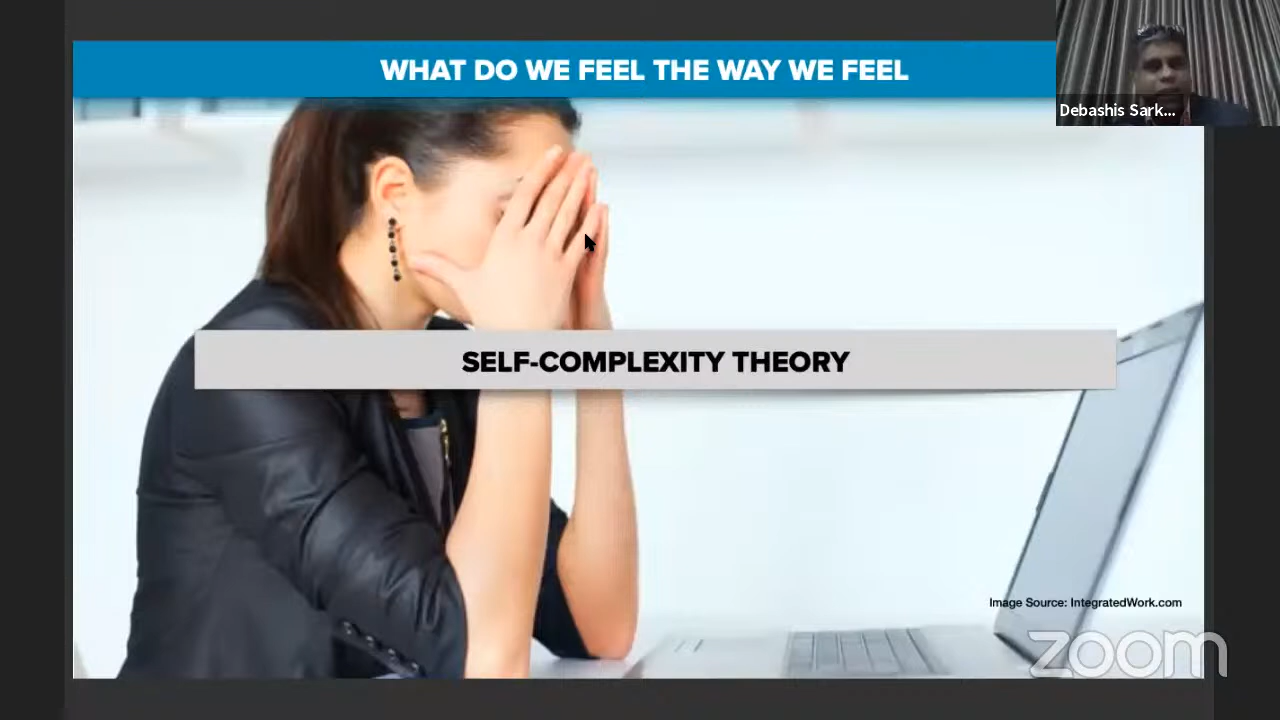 WHAT DO WE FEEL THE WAY WE FEEL
Debashis Sark...
SELF-COMPLEXITY THEORY
Image Source: IntegratedWork.com
zoom